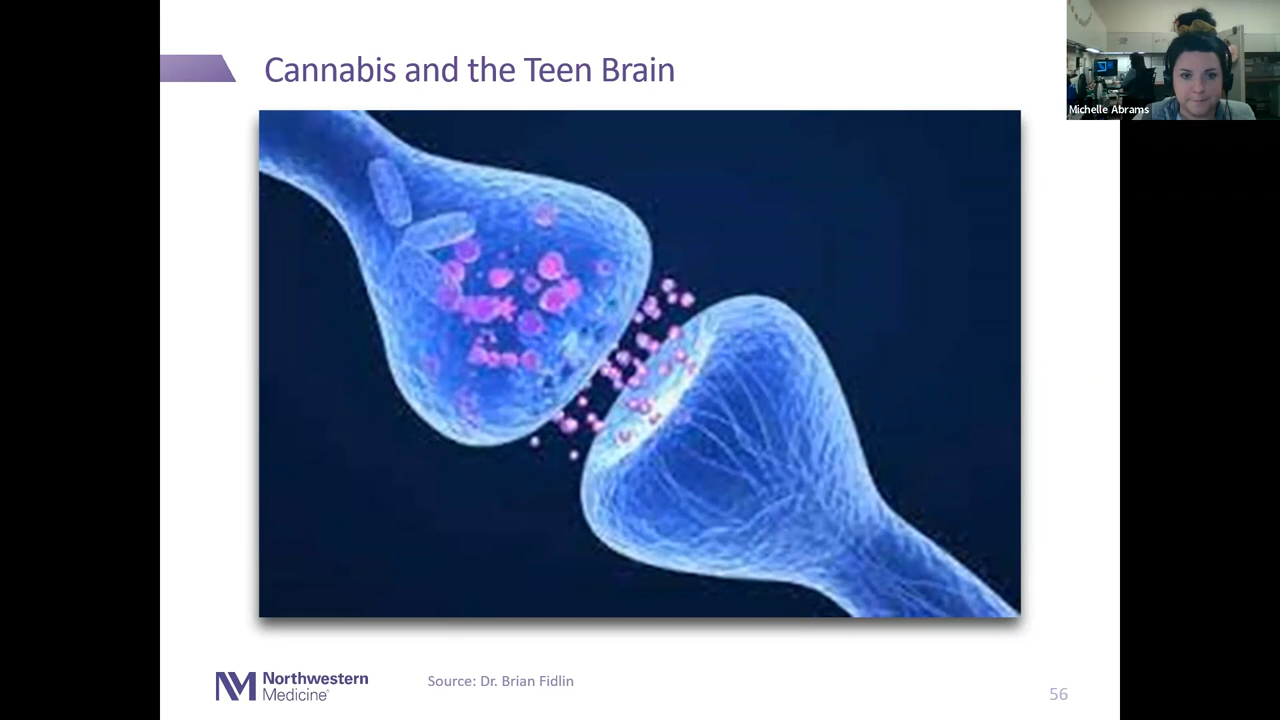 Cannabis and the Teen Brain
Michelle Abrams
Northwestern
Medicine®
Source: Dr. Brian Fidlin
56